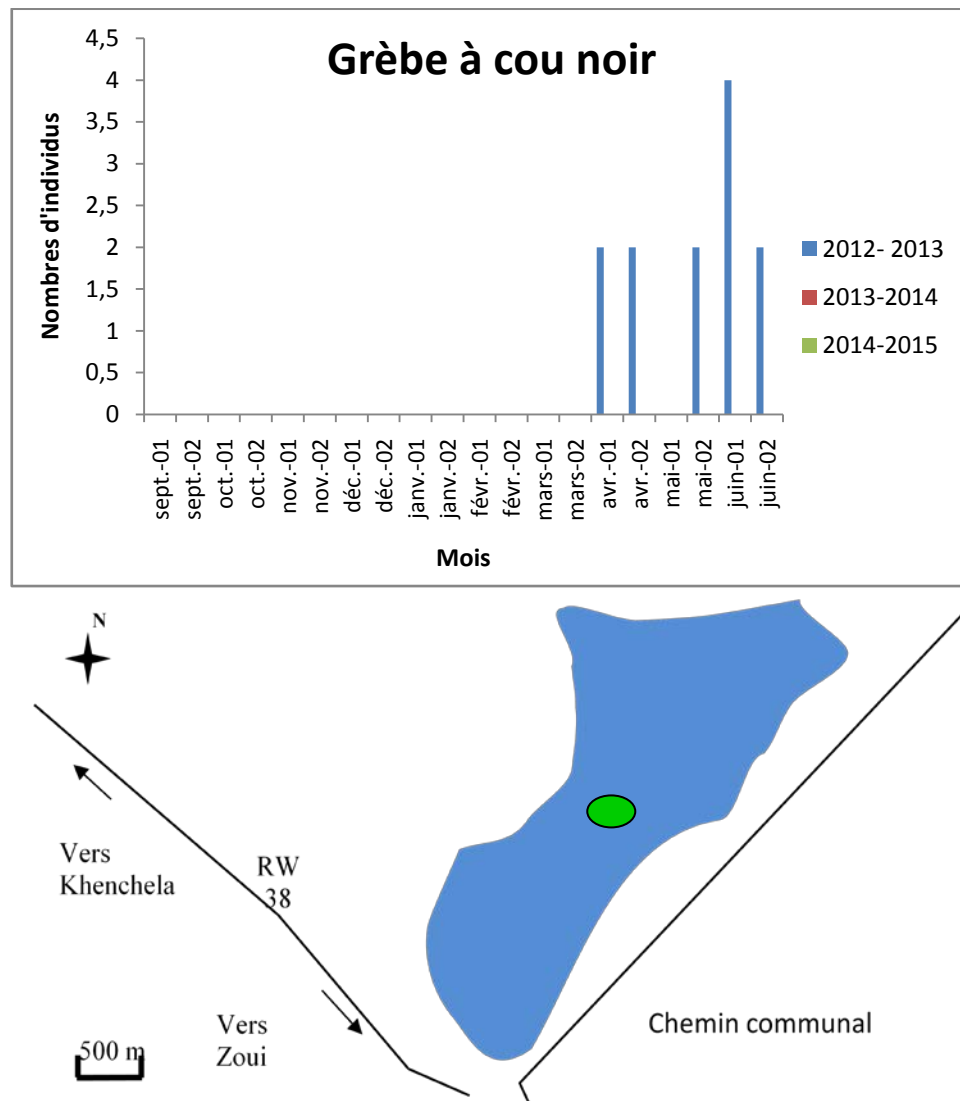 Grèbe à cou noir
4,5
4
3,5
3
2,5
2
1,5
1
0,5
0
Nombres d'individus
sept.-01
sept.-02
oct.-01
oct.-02
nov.-01
nov.-02
déc.-01
déc.-02
janv.-01
janv.-02
févr.-01
févr.-02
mars-01
mars-02
avr.-01
avr.-02
mai-01
mai-02
juin-01
juin-02
Mois
2012- 2013
2013-2014
2014-2015
N
Vers
Khenchela
RW
38
Vers
Zoui
500 m
Chemin communal